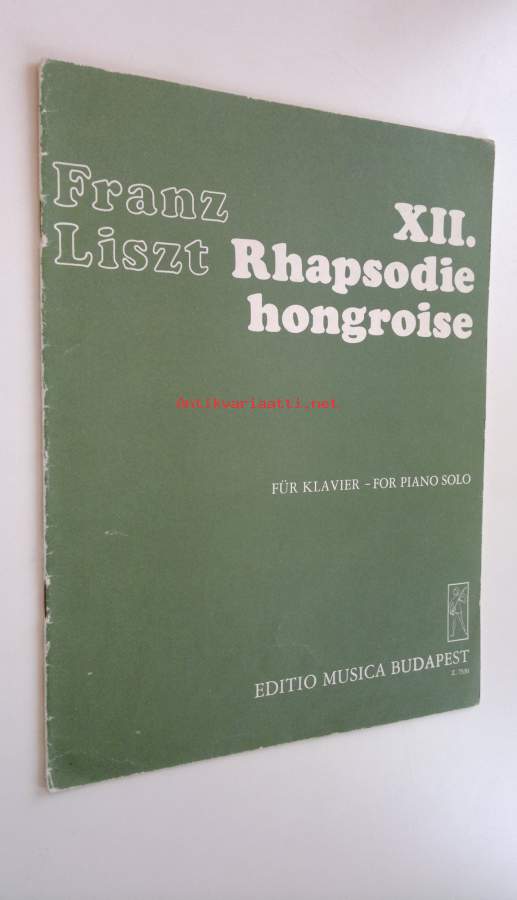 Franz
Liszt
XII.
Rhapsodie
hongroise
Antikvariaatti.net
FÜR KLAVIER – FOR PIANO SOLO
EDITIO MUSICA BUDAPEST